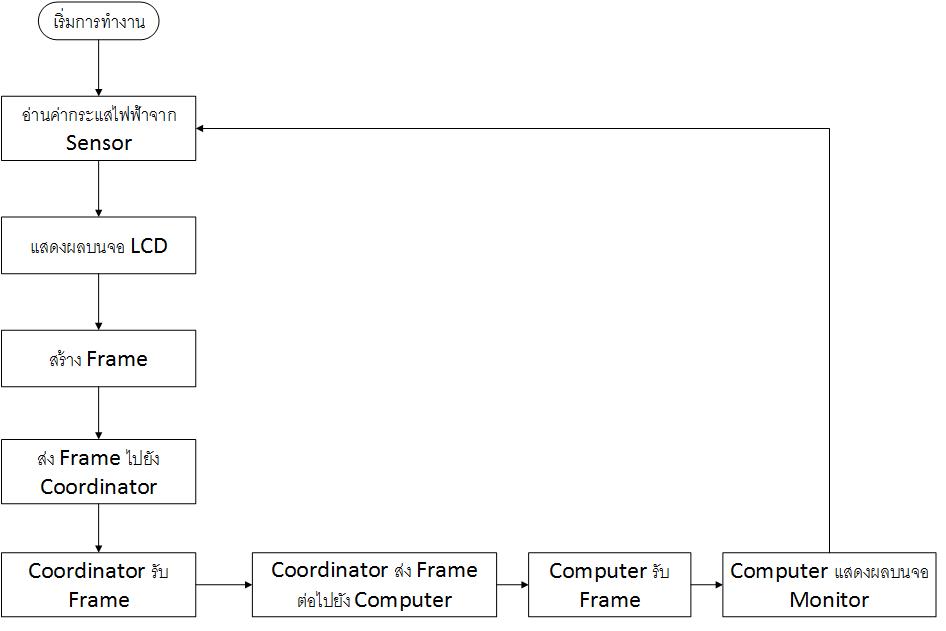 เริ่มการทำงาน
อ่านค่ากระแสไฟฟ้าจาก
Sensor
แสดงผลบนจอ LCD
สร้าง Frame
ส่ง Frame ไปยัง
Coordinator
Coordinator รับ
Frame
Coordinator ส่ง Frame
ต่อไปยัง Computer
Computer รับ
Frame
Computer แสดงผลบนจอ
Monitor